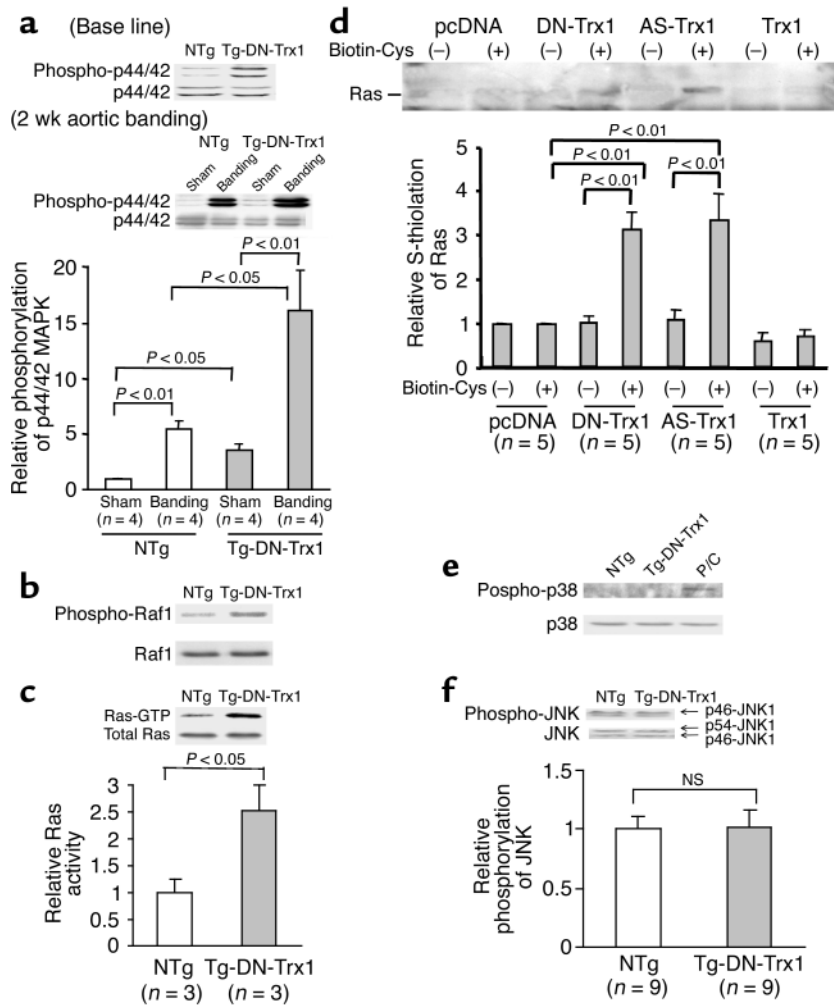 a
(Base line)
NTg Tg-DN-Trx1
Phospho-p44/42
p44/42
(2 wk aortic banding)
NTg Tg-DN-Trx1
Sham Banding Sham Banding
Phospho-p44/42
p44/42
P < 0.01
P < 0.05
P < 0.05
P < 0.01
Relative phosphorylation
of p44/42 MAPK
20
15
10
5
0
Sham Banding Sham Banding
(n = 4) (n = 4) (n = 4) (n = 4)
NTg Tg-DN-Trx1
b
NTg Tg-DN-Trx1
Phospho-Raf1
Raf1
c
NTg Tg-DN-Trx1
Ras-GTP
Total Ras
P < 0.05
Relative Ras
activity
3
2.5
2
1.5
1
0.5
0
NTg Tg-DN-Trx1
(n = 3) (n = 3)
d
pcDNA DN-Trx1 AS-Trx1 Trx1
Biotin-Cys (–) (+) (–) (+) (–) (+) (–) (+)
Ras
P < 0.01
P < 0.01
P < 0.01 P < 0.01
Relative S-thiolation
of Ras
5
4
3
2
1
0
Biotin-Cys (–) (+) (–) (+) (–) (+) (–) (+)
pcDNA DN-Trx1 AS-Trx1 Trx1
(n = 5) (n = 5) (n = 5) (n = 5)
e
NTg Tg-DN-Trx1 P/C
Pospho-p38
p38
f
NTg Tg-DN-Trx1
Phospho-JNK p46-JNK1
p54-JNK1
JNK
p46-JNK1
NS
Relative
phosphorylation
of JNK
1.5
1
0.5
0
NTg Tg-DN-Trx1
(n = 9) (n = 9)